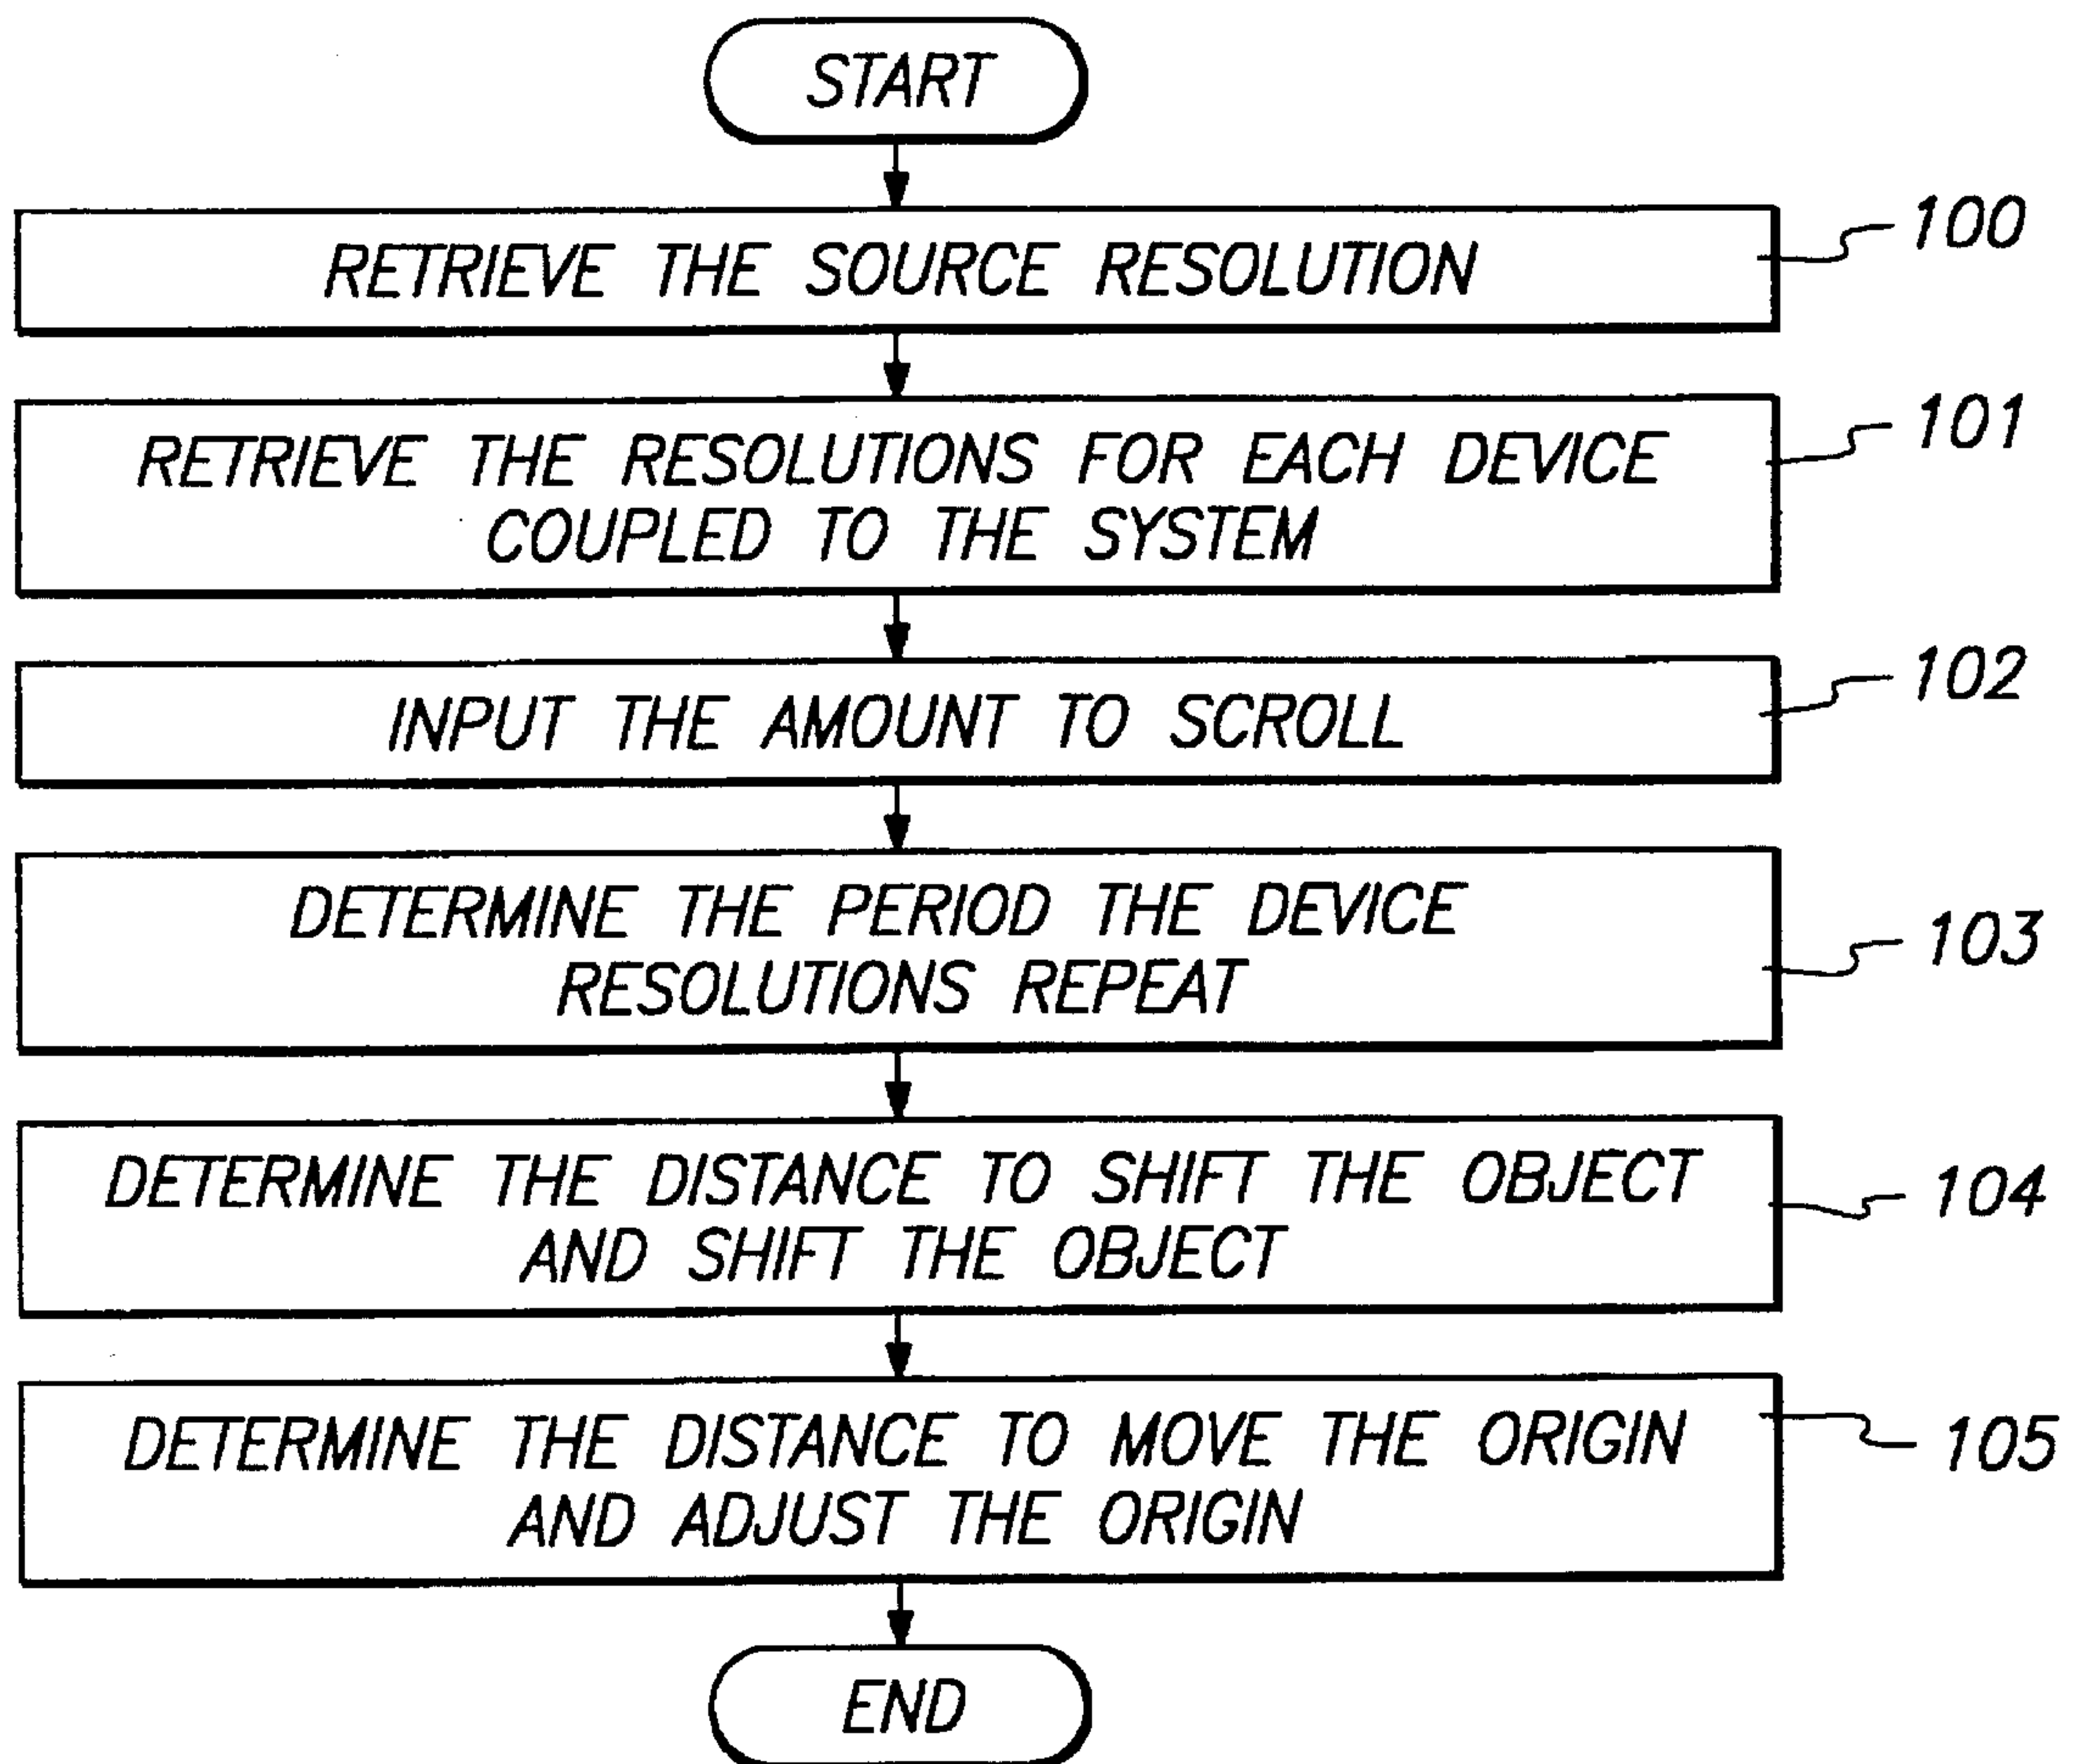 START
RETRIEVE THE SOURCE RESOLUTION
100
RETRIEVE THE RESOLUTIONS FOR EACH DEVICE
COUPLED TO THE SYSTEM
101
INPUT THE AMOUNT TO SCROLL
102
DETERMINE THE PERIOD THE DEVICE
RESOLUTIONS REPEAT
103
DETERMINE THE DISTANCE TO SHIFT THE OBJECT
AND SHIFT THE OBJECT
104
DETERMINE THE DISTANCE TO MOVE THE ORIGIN
AND ADJUST THE ORIGIN
105
END